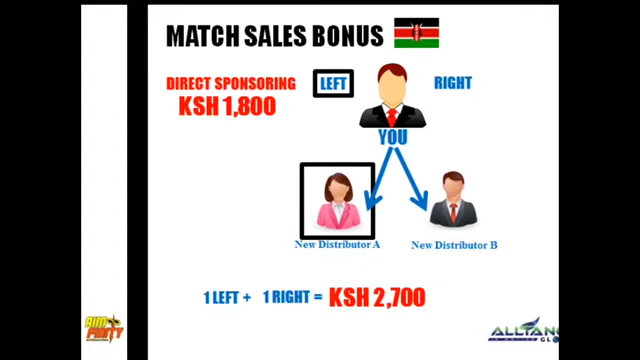 MATCH SALES BONUS
DIRECT SPONSORING
KSH 1,800
LEFT
RIGHT
YOU
New Distributor A
New Distributor B
1 LEFT + 1 RIGHT = KSH 2,700
AIM